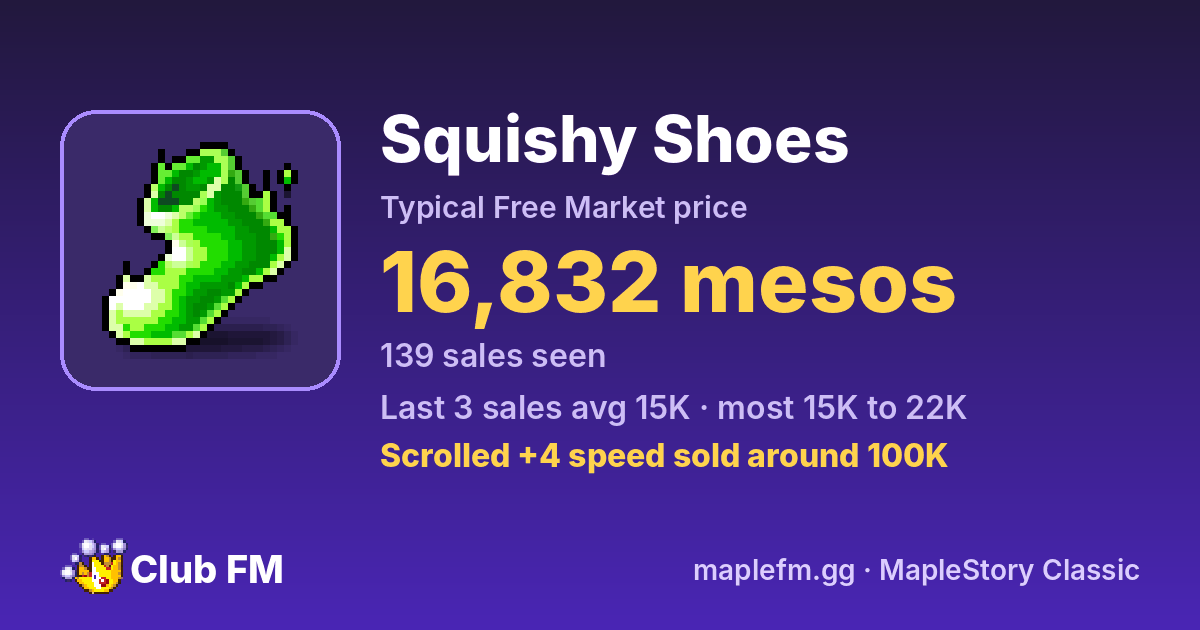 Squishy Shoes
Typical Free Market price
16,832 mesos
139 sales seen
Last 3 sales avg 15K · most 15K to 22K
Scrolled +4 speed sold around 100K
Club FM
maplefm.gg · MapleStory Classic